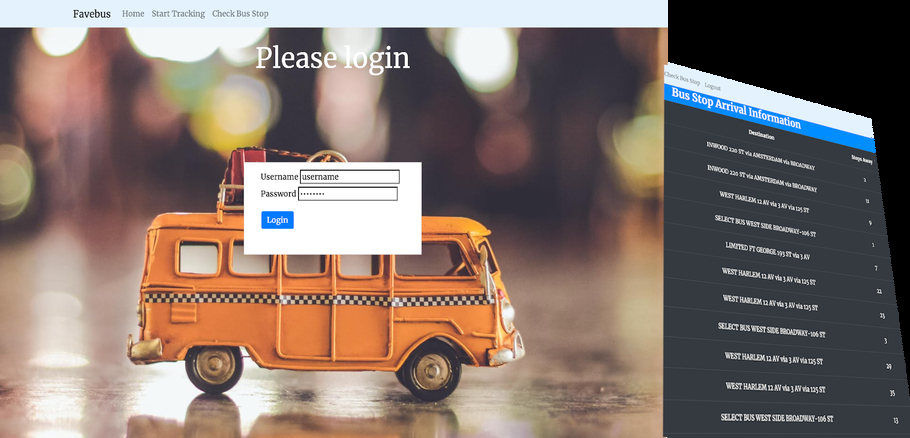 Favebus Home Start Tracking Check Bus Stop
Please login
Username username
Password ••••••••
Login
Check Bus Stop Logout
Bus Stop Arrival Information
Destination Stops Away
INWOOD 220 ST via AMSTERDAM via BROADWAY 2
INWOOD 220 ST via AMSTERDAM via BROADWAY 11
WEST HARLEM 12 AV via 3 AV via 125 ST 9
SELECT BUS WEST SIDE BROADWAY-106 ST 1
LIMITED FT GEORGE 193 ST via 3 AV 7
WEST HARLEM 12 AV via 3 AV via 125 ST 22
WEST HARLEM 12 AV via 3 AV via 125 ST 23
SELECT BUS WEST SIDE BROADWAY-106 ST 3
WEST HARLEM 12 AV via 3 AV via 125 ST 29
WEST HARLEM 12 AV via 3 AV via 125 ST 35
SELECT BUS WEST SIDE BROADWAY-106 ST 13